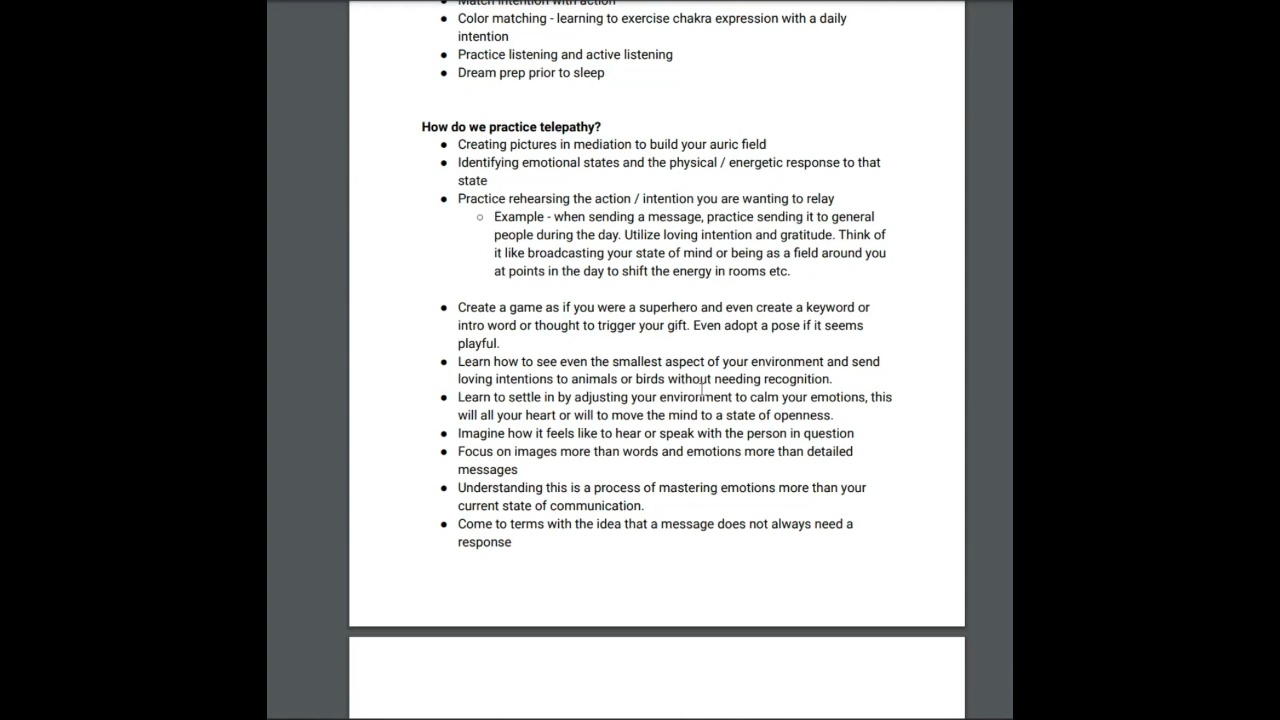 Match intention with action
● Color matching - learning to exercise chakra expression with a daily
intention
● Practice listening and active listening
● Dream prep prior to sleep
How do we practice telepathy?
● Creating pictures in mediation to build your auric field
● Identifying emotional states and the physical / energetic response to that
state
● Practice rehearsing the action / intention you are wanting to relay
○ Example - when sending a message, practice sending it to general
people during the day. Utilize loving intention and gratitude. Think of
it like broadcasting your state of mind or being as a field around you
at points in the day to shift the energy in rooms etc.
● Create a game as if you were a superhero and even create a keyword or
intro word or thought to trigger your gift. Even adopt a pose if it seems
playful.
● Learn how to see even the smallest aspect of your environment and send
loving intentions to animals or birds without needing recognition.
● Learn to settle in by adjusting your environment to calm your emotions, this
will all your heart or will to move the mind to a state of openness.
● Imagine how it feels like to hear or speak with the person in question
● Focus on images more than words and emotions more than detailed
messages
● Understanding this is a process of mastering emotions more than your
current state of communication.
● Come to terms with the idea that a message does not always need a
response